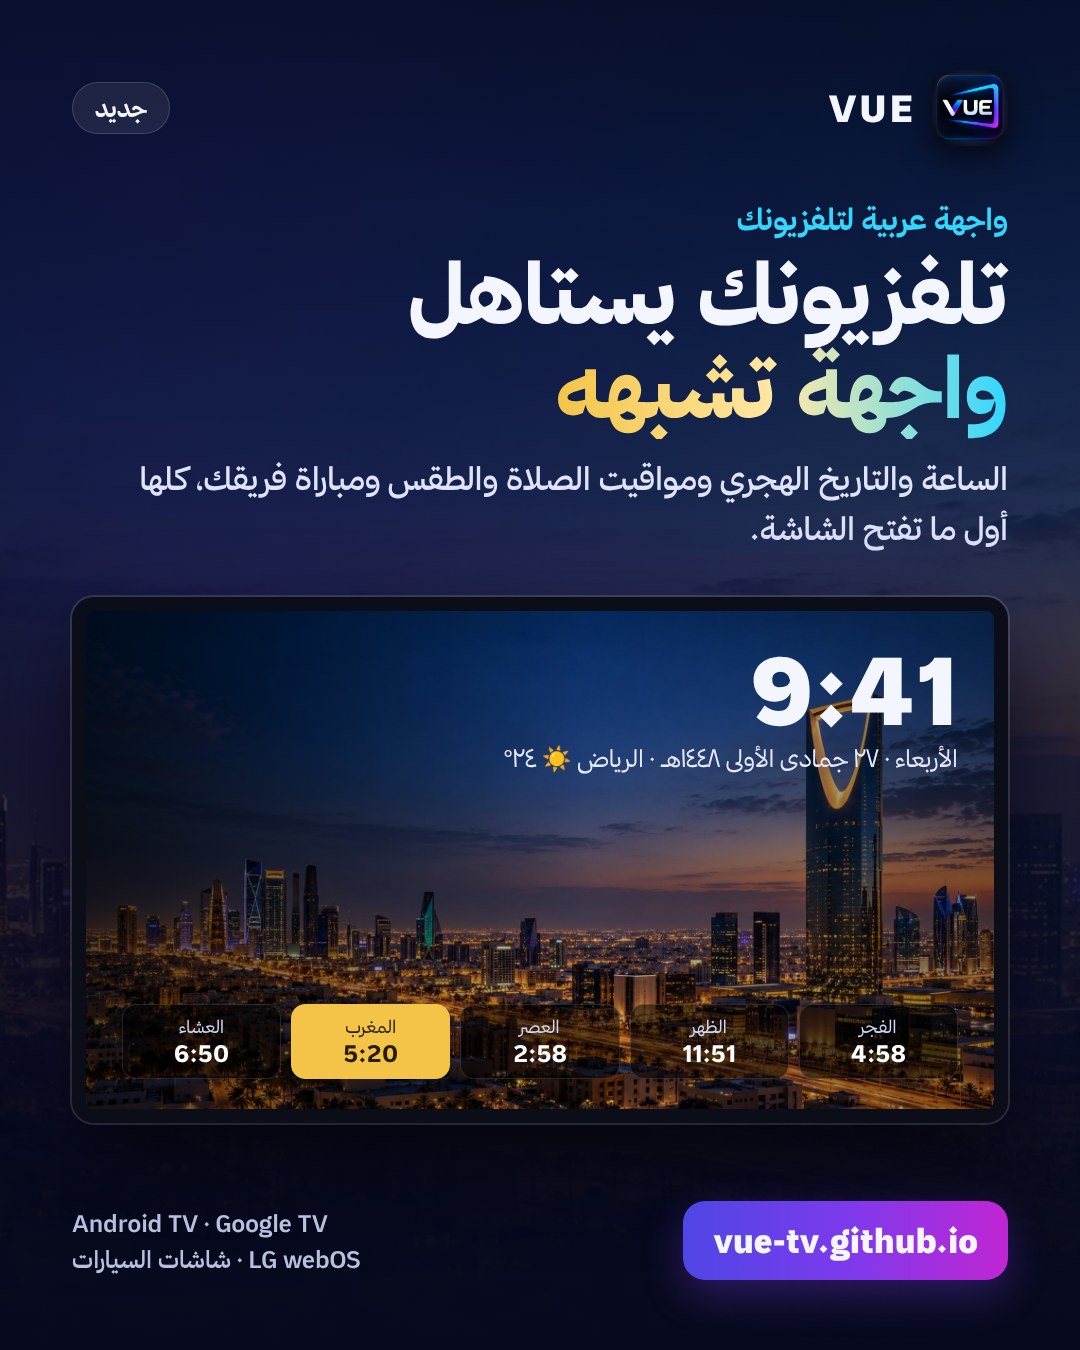 VUE
VUE
جديد
واجهة عربية لتلفزيونك
تلفزيونك يستاهل
واجهة تشبهه
الساعة والتاريخ الهجري ومواقيت الصلاة والطقس ومباراة فريقك، كلها
أول ما تفتح الشاشة.
9:41
الأربعاء · ٢٧ جمادى الأولى ١٤٤٨هـ · الرياض ☀️ ٢٤°
الفجر
4:58
الظهر
11:51
العصر
2:58
المغرب
5:20
العشاء
6:50
vue-tv.github.io
Android TV · Google TV
LG webOS · شاشات السيارات